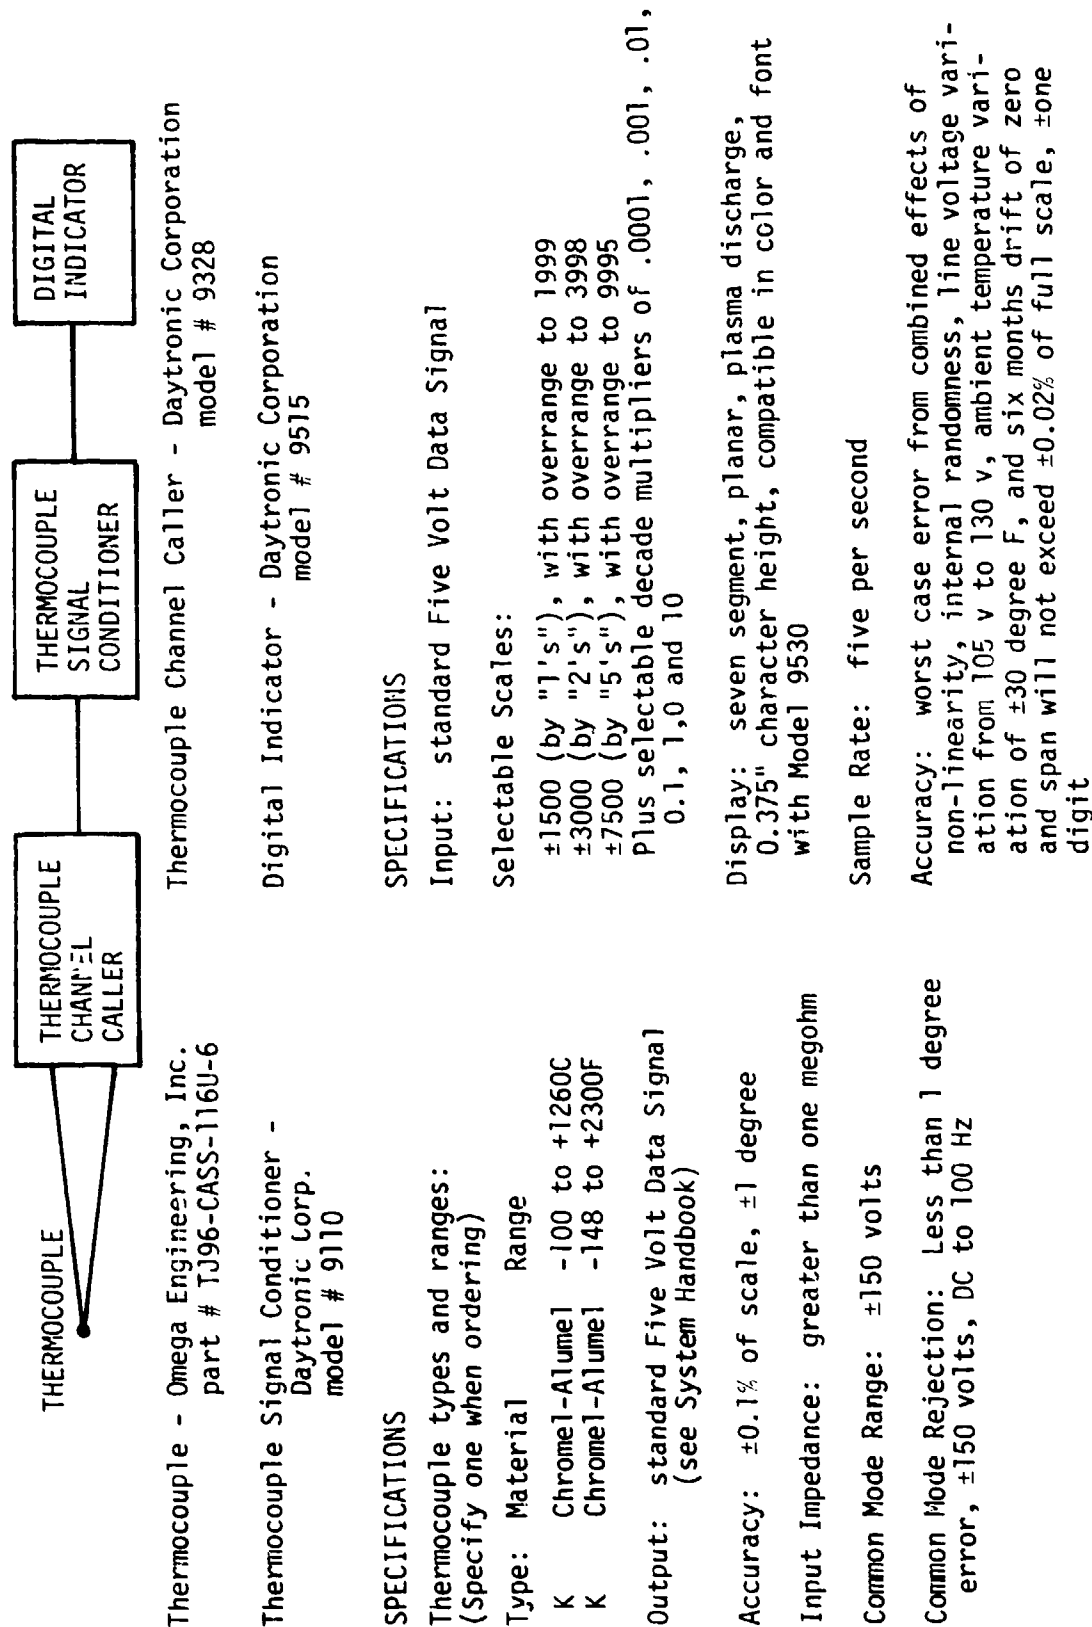 THERMOCOUPLE
THERMOCOUPLE
CHANNEL
CALLER
THERMOCOUPLE
SIGNAL
CONDITIONER
DIGITAL
INDICATOR
Thermocouple - Omega Engineering, Inc.
part # TJ96-CASS-116U-6
Thermocouple Signal Conditioner -
Daytronic Corp.
model # 9110
SPECIFICATIONS
Thermocouple types and ranges:
(Specify one when ordering)
Type: Material Range
K Chromel-Alumel -100 to +1260C
K Chromel-Alumel -148 to +2300F
Output: standard Five Volt Data Signal
(see System Handbook)
Accuracy: ±0.1% of scale, ±1 degree
Input Impedance: greater than one megohm
Common Mode Range: ±150 volts
Common Mode Rejection: Less than 1 degree
error, ±150 volts, DC to 100 Hz
Thermocouple Channel Caller - Daytronic Corporation
model # 9328
Digital Indicator - Daytronic Corporation
model # 9515
SPECIFICATIONS
Input: standard Five Volt Data Signal
Selectable Scales:
±1500 (by "1's"), with overrange to 1999
±3000 (by "2's"), with overrange to 3998
±7500 (by "5's"), with overrange to 9995
Plus selectable decade multipliers of .0001, .001, .01,
0.1, 1,0 and 10
Display: seven segment, planar, plasma discharge,
0.375" character height, compatible in color and font
with Model 9530
Sample Rate: five per second
Accuracy: worst case error from combined effects of
non-linearity, internal randomness, line voltage vari-
ation from 105 v to 130 v, ambient temperature vari-
ation of ±30 degree F, and six months drift of zero
and span will not exceed ±0.02% of full scale, ±one
digit